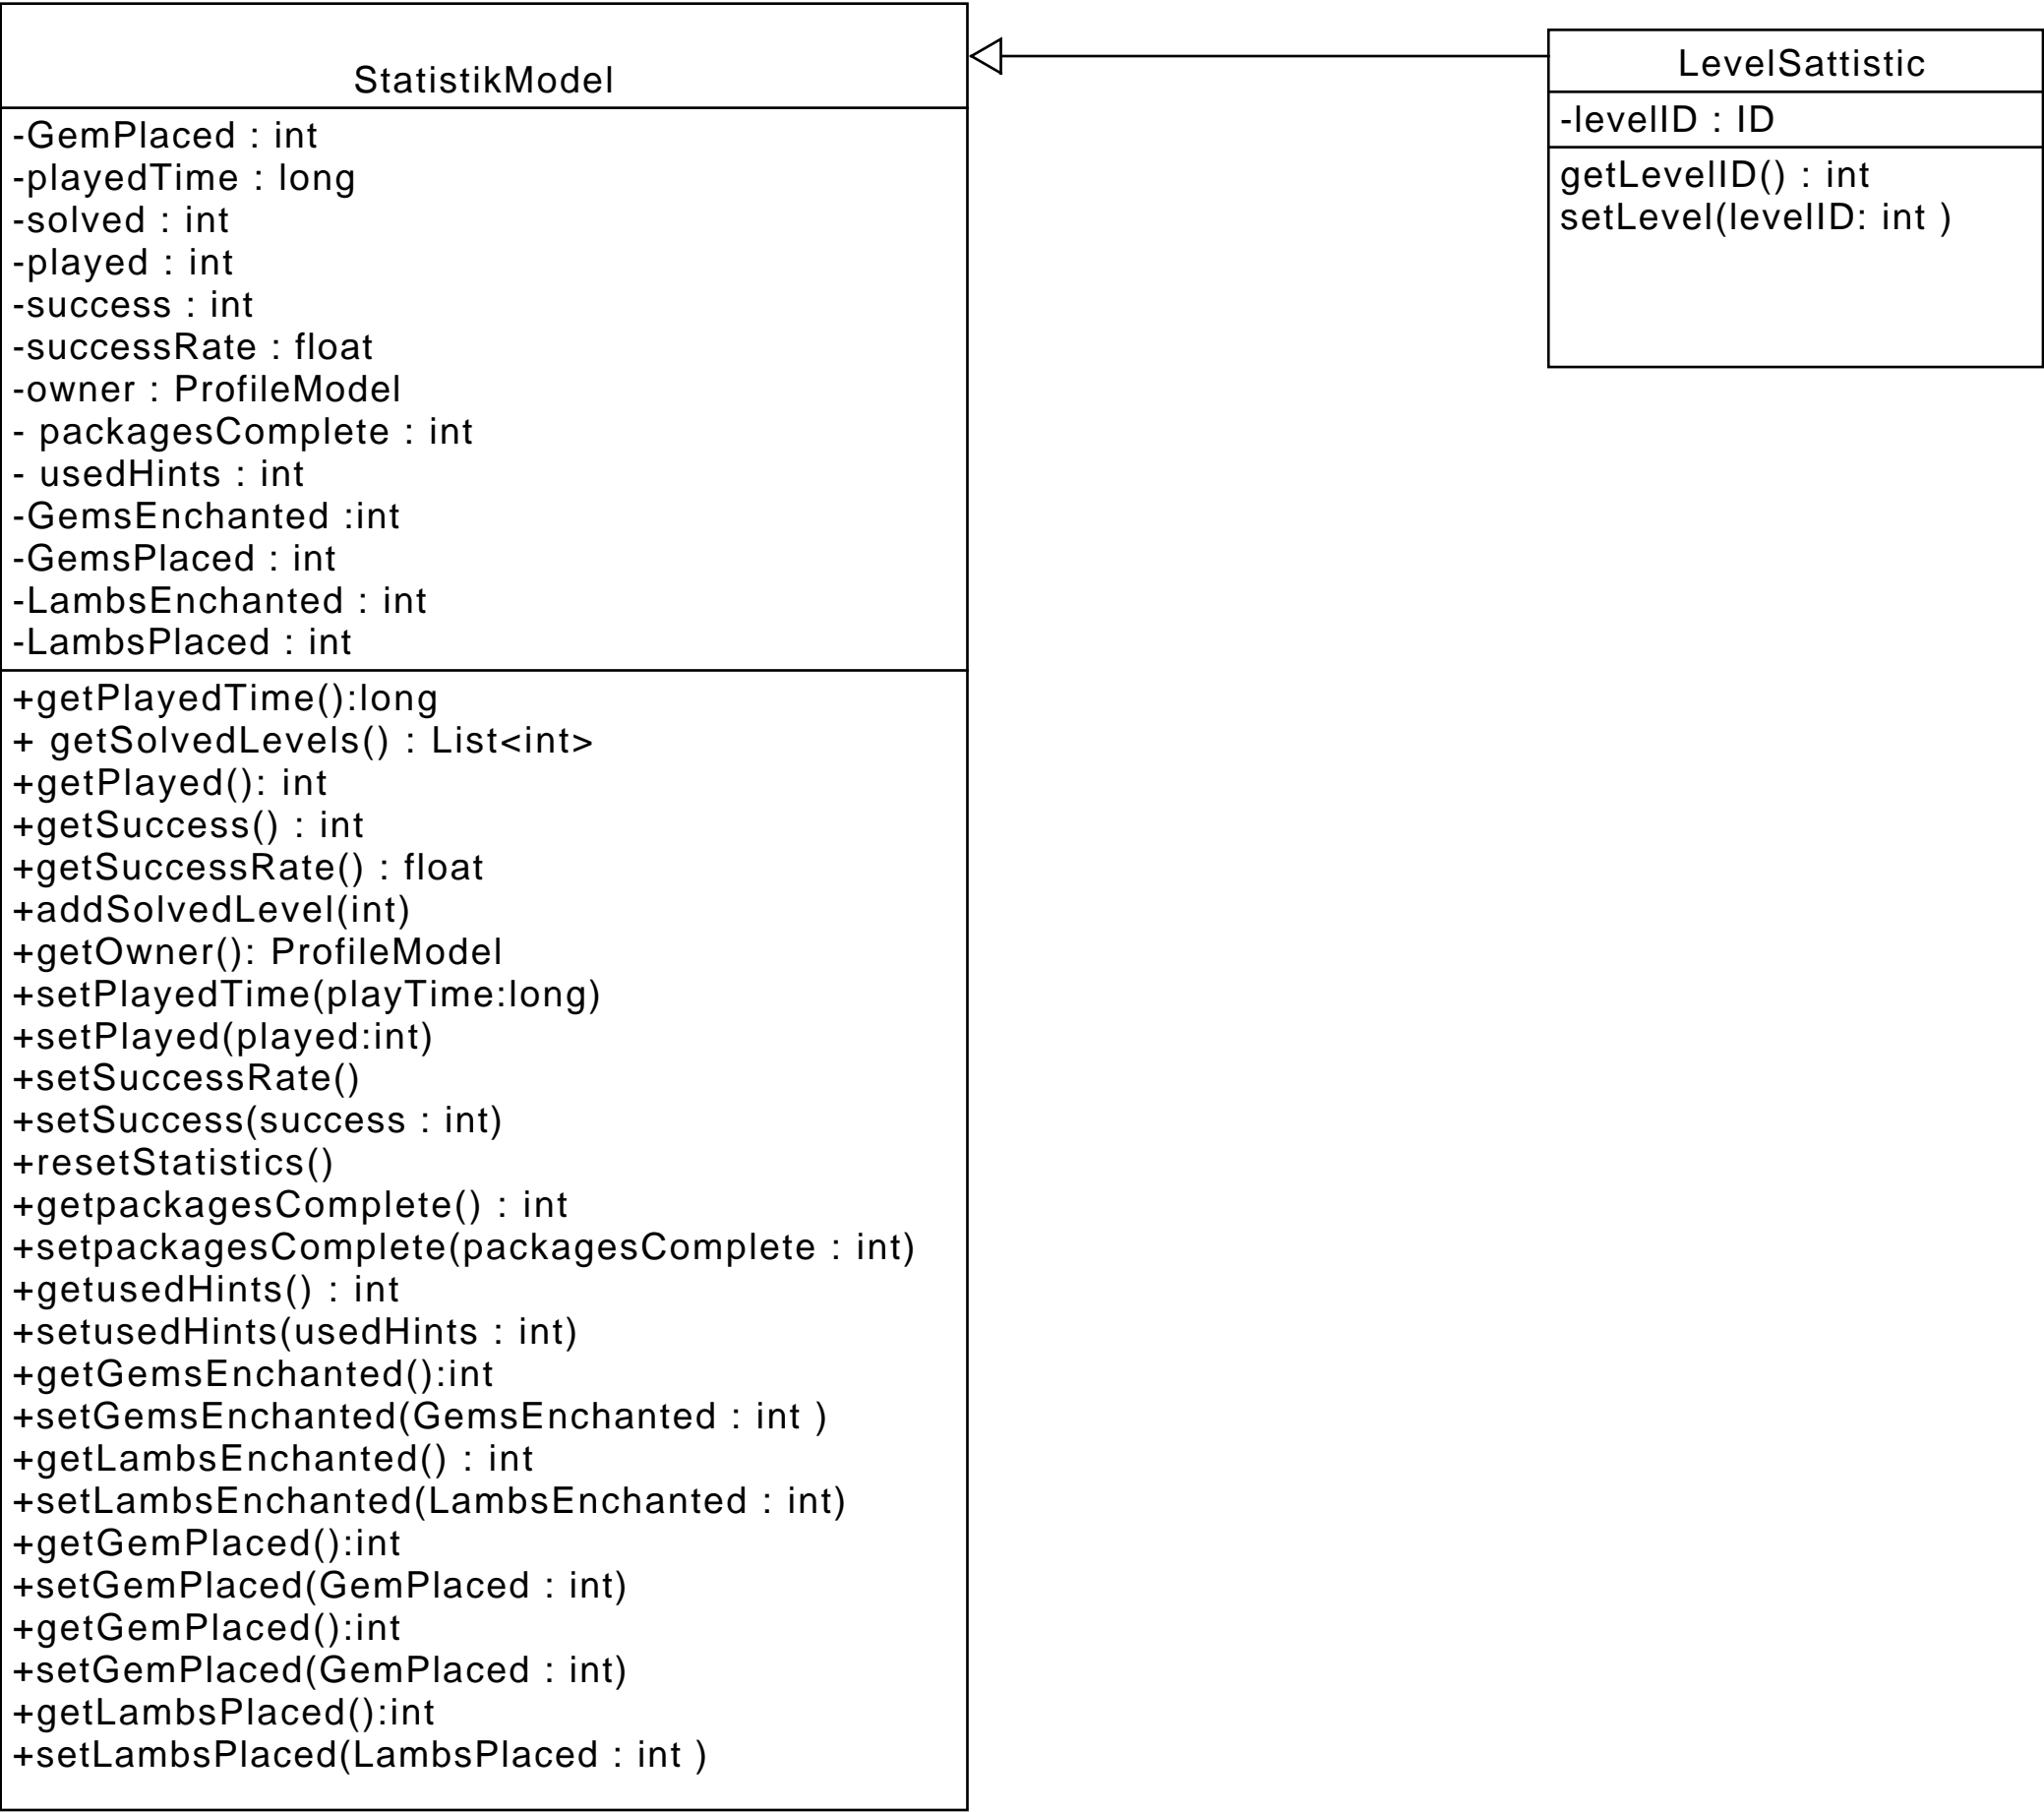 StatistikModel
-GemPlaced : int
-playedTime : long
-solved : int
-played : int
-success : int
-successRate : float
-owner : ProfileModel
- packagesComplete : int
- usedHints : int
-GemsEnchanted :int
-GemsPlaced : int
-LambsEnchanted : int
-LambsPlaced : int
+getPlayedTime():long
+ getSolvedLevels() : List<int>
+getPlayed(): int
+getSuccess() : int
+getSuccessRate() : float
+addSolvedLevel(int)
+getOwner(): ProfileModel
+setPlayedTime(playTime:long)
+setPlayed(played:int)
+setSuccessRate()
+setSuccess(success : int)
+resetStatistics()
+getpackagesComplete() : int
+setpackagesComplete(packagesComplete : int)
+getusedHints() : int
+setusedHints(usedHints : int)
+getGemsEnchanted():int
+setGemsEnchanted(GemsEnchanted : int )
+getLambsEnchanted() : int
+setLambsEnchanted(LambsEnchanted : int)
+getGemPlaced():int
+setGemPlaced(GemPlaced : int)
+getGemPlaced():int
+setGemPlaced(GemPlaced : int)
+getLambsPlaced():int
+setLambsPlaced(LambsPlaced : int )
LevelSattistic
-levelID : ID
getLevelID() : int
setLevel(levelID: int )